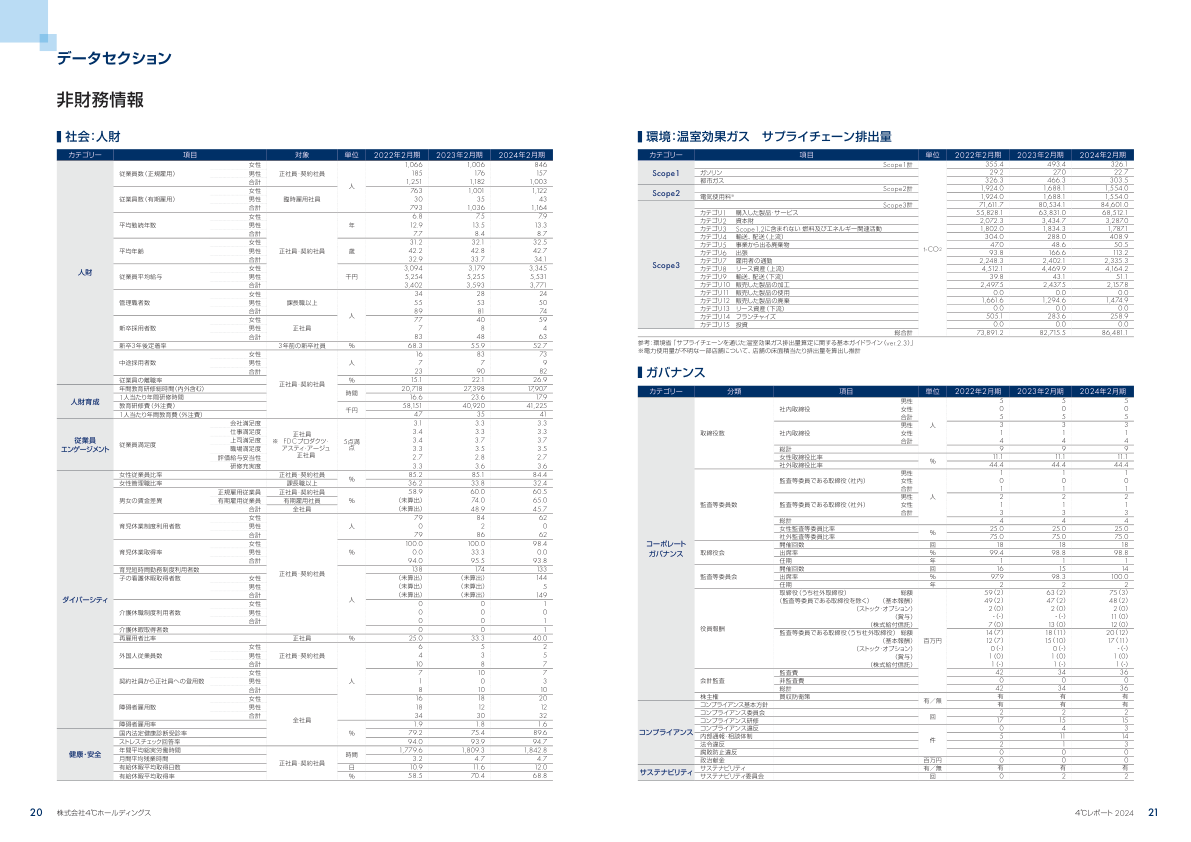 データセクション
非財務情報
社会：人財
カテゴリー 項目 対象 単位 2022年2月期 2023年2月期 2024年2月期
人財 従業員数（正規雇用） 女性 正社員・契約社員 人 1,066 1,006 846
男性 185 176 157
合計 1,251 1,182 1,003
従業員数（有期雇用） 女性 臨時雇用社員 763 1,001 1,122
男性 30 35 43
合計 793 1,036 1,164
平均勤続年数 女性 正社員・契約社員 年 6.8 7.5 7.9
男性 12.9 13.5 13.3
合計 7.7 8.4 8.7
平均年齢 女性 歳 31.2 32.1 32.5
男性 42.2 42.8 42.7
合計 32.9 33.7 34.1
従業員平均給与 女性 千円 3,094 3,179 3,345
男性 5,254 5,255 5,531
合計 3,402 3,593 3,771
管理職者数 女性 課長職以上 人 34 28 24
男性 55 53 50
合計 89 81 74
新卒採用者数 女性 正社員 77 40 59
男性 7 8 4
合計 83 48 63
新卒3年後定着率 3年前の新卒社員 % 68.3 55.9 52.7
中途採用者数 女性 正社員・契約社員 人 16 83 73
男性 7 7 9
合計 23 90 82
従業員の離職率 % 15.1 22.1 26.9
人財育成 年間教育研修総時間（内外含む） 時間 20,718 27,398 17,907
1人当たり年間研修時間 16.6 23.6 17.9
教育研修費（外注費） 千円 58,151 40,920 41,225
1人当たり年間教育費（外注費） 47 35 41
従業員エンゲージメント 従業員満足度 会社満足度 正社員 ※ FDCプロダクツ・アスティ・アージュ 正社員 5点満点 3.1 3.3 3.3
仕事満足度 3.4 3.3 3.3
上司満足度 3.4 3.7 3.7
職場満足度 3.3 3.5 3.5
評価給与妥当性 2.7 2.8 2.7
研修充実度 3.3 3.6 3.6
ダイバーシティ 女性従業員比率 正社員・契約社員 % 85.2 85.1 84.4
女性管理職比率 課長職以上 36.2 33.8 32.4
男女の賃金差異 正規雇用従業員 正社員・契約社員 % 58.9 60.0 60.5
有期雇用従業員 有期雇用社員 （未算出） 74.0 65.0
合計 全社員 （未算出） 48.9 45.7
育児休業制度利用者数 女性 正社員・契約社員 人 79 84 62
男性 0 2 0
合計 79 86 62
育児休業取得率 女性 % 100.0 100.0 98.4
男性 0.0 33.3 0.0
合計 94.0 95.5 93.8
育児短時間勤務制度利用者数 人 138 174 133
子の看護休暇取得者数 女性 （未算出） （未算出） 144
男性 （未算出） （未算出） 5
合計 （未算出） （未算出） 149
介護休職制度利用者数 女性 0 0 1
男性 0 0 0
合計 0 0 1
介護休暇取得者数 0 0 1
再雇用者比率 正社員 % 25.0 33.3 40.0
外国人従業員数 女性 正社員・契約社員 人 6 5 2
男性 4 3 5
合計 10 8 7
契約社員から正社員への登用数 女性 全社員 7 10 7
男性 1 0 3
合計 8 10 10
障領者雇用数 女性 16 18 20
男性 18 12 12
合計 34 30 32
障領者雇用率 % 1.9 1.8 1.6
健康・安全 国内法定健康診断受診率 79.2 75.4 89.6
ストレスチェック回答率 94.0 93.9 94.7
年間平均総実労働時間 正社員・契約社員 時間 1,779.6 1,809.3 1,842.8
月間平均残業時間 3.2 4.7 4.7
有給休暇平均取得日数 日 10.9 11.6 12.0
有給休暇平均取得率 % 58.5 70.4 68.8
環境：温室効果ガス サプライチェーン排出量
カテゴリー 項目 単位 2022年2月期 2023年2月期 2024年2月期
Scope1 Scope1計 t-CO2 355.4 493.4 326.1
ガソリン 29.2 27.0 22.7
都市ガス 326.3 466.3 303.5
Scope2 Scope2計 1,924.0 1,688.1 1,554.0
電気使用料※ 1,924.0 1,688.1 1,554.0
Scope3 Scope3計 71,611.7 80,534.1 84,601.0
カテゴリ1 購入した製品・サービス 55,828.1 63,831.0 68,512.1
カテゴリ2 資本財 2,072.3 3,434.7 3,287.0
カテゴリ3 Scope1,2に含まれない燃料及びエネルギー関連活動 1,802.0 1,834.3 1,787.1
カテゴリ4 輸送、配送（上流） 304.0 288.0 408.9
カテゴリ5 事業から出る廃棄物 47.0 48.6 50.5
カテゴリ6 出張 93.8 166.6 113.2
カテゴリ7 雇用者の通勤 2,248.3 2,402.1 2,335.3
カテゴリ8 リース資産（上流） 4,512.1 4,469.9 4,164.2
カテゴリ9 輸送、配送（下流） 39.8 43.1 51.1
カテゴリ10 販売した製品の加工 2,497.5 2,437.5 2,157.8
カテゴリ11 販売した製品の使用 0.0 0.0 0.0
カテゴリ12 販売した製品の廃棄 1,661.6 1,294.6 1,474.9
カテゴリ13 リース資産（下流） 0.0 0.0 0.0
カテゴリ14 フランチャイズ 505.1 283.6 258.9
カテゴリ15 投資 0.0 0.0 0.0
総合計 73,891.2 82,715.5 86,481.1
参考：環境省「サプライチェーンを通じた温室効果ガス排出量算定に関する基本ガイドライン（ver 2.3）」
※電力使用量が不明な一部店舗について、店舗の床面積当たり排出量を算出し推計
ガバナンス
カテゴリー 分類 項目 単位 2022年2月期 2023年2月期 2024年2月期
コーポレートガバナンス 取締役数 社内取締役 男性 人 5 5 5
女性 0 0 0
合計 5 5 5
社内取締役 男性 3 3 3
女性 1 1 1
合計 4 4 4
総計 9 9 9
女性取締役比率 % 11.1 11.1 11.1
社外取締役比率 44.4 44.4 44.4
監査等委員数 監査等委員である取締役（社内） 男性 人 1 1 1
女性 0 0 0
合計 1 1 1
監査等委員である取締役（社外） 男性 2 2 2
女性 1 1 1
合計 3 3 3
総計 4 4 4
女性監査等委員比率 % 25.0 25.0 25.0
社外監査等委員比率 75.0 75.0 75.0
取締役会 開催回数 回 18 18 18
出席率 % 99.4 98.8 98.8
任期 年 1 1 1
監査等委員会 開催回数 回 16 15 14
出席率 % 97.9 98.3 100.0
任期 年 2 2 2
役員報酬 取締役（うち社外取締役） 総額 百万円 59 (2) 63 (2) 75 (3)
（監査等委員である取締役を除く） （基本報酬） 49 (2) 47 (2) 48 (2)
（ストック・オプション） 2 (0) 2 (0) 2 (0)
（賞与） - (-) - (-) 11 (0)
（株式給付信託） 7 (0) 13 (0) 12 (0)
監査等委員である取締役（うち社外取締役） 総額 14 (7) 18 (11) 20 (12)
（基本報酬） 12 (7) 15 (10) 17 (11)
（ストック・オプション） 0 (-) 0 (-) - (-)
（賞与） 1 (0) 1 (0) 1 (0)
（株式給付信託） 1 (-) 1 (-) 1 (-)
会計監査 監査費 42 34 36
非監査費 0 0 0
総計 42 34 36
株主権 買収防衛策 有／無 有 有 有
コンプライアンス コンプライアンス基本方針 有 有 有
コンプライアンス委員会 回 2 2 2
コンプライアンス研修 17 15 15
コンプライアンス違反 件 0 4 3
内部通報・相談体制 5 11 14
法令違反 2 1 3
腐敗防止違反 0 0 0
政治献金 百万円 0 0 0
サステナビリティ サステナビリティ 有／無 有 有 有
サステナビリティ委員会 回 0 2 2
20 株式会社4℃ホールディングス
4℃レポート 2024 21